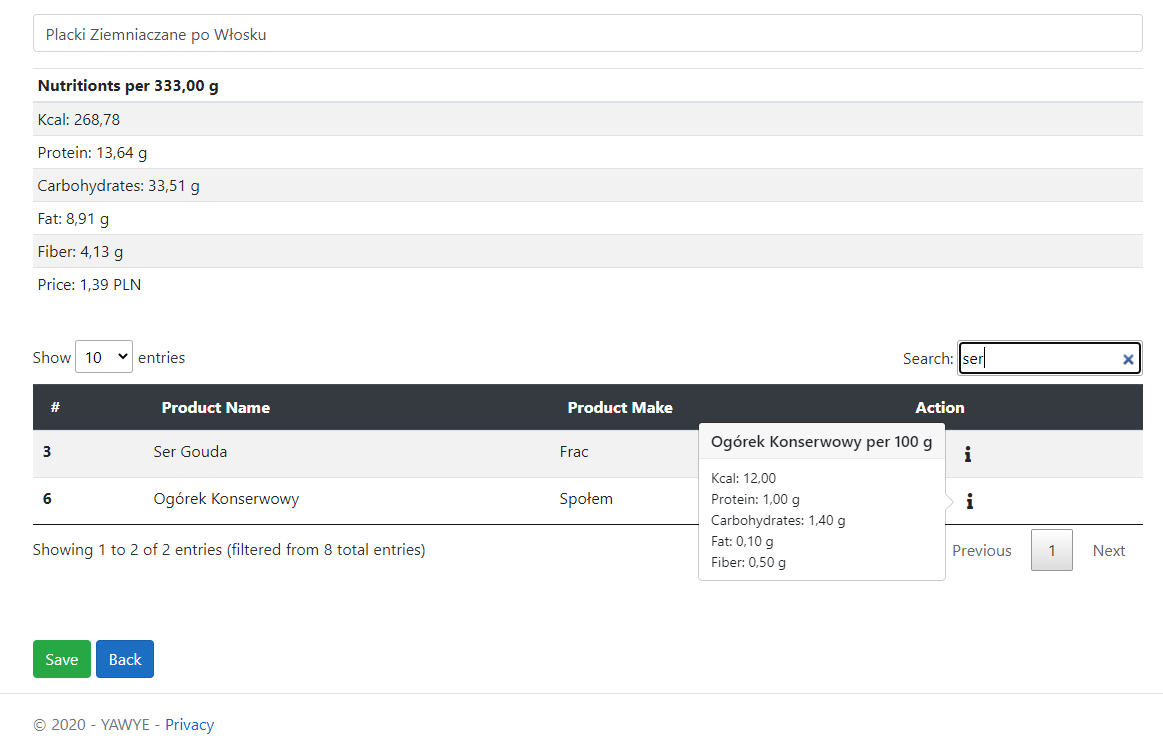 Placki Ziemniaczane po Włosku
Nutritionts per 333,00 g
Kcal: 268,78
Protein: 13,64 g
Carbohydrates: 33,51 g
Fat: 8,91 g
Fiber: 4,13 g
Price: 1,39 PLN
Show 10 entries Search: ser
# Product Name Product Make Action
3 Ser Gouda Frac
6 Ogórek Konserwowy Społem
Ogórek Konserwowy per 100 g
Kcal: 12,00
Protein: 1,00 g
Carbohydrates: 1,40 g
Fat: 0,10 g
Fiber: 0,50 g
Showing 1 to 2 of 2 entries (filtered from 8 total entries) Previous 1 Next
Save Back
© 2020 - YAWYE - Privacy